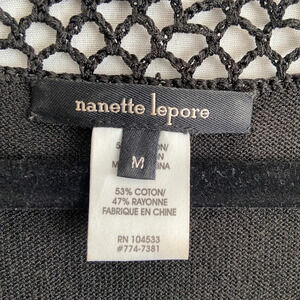 nanette lepore
M
53% COTON/
47% RAYONNE
FABRIQUE EN CHINE
RN 104533
#774-7381